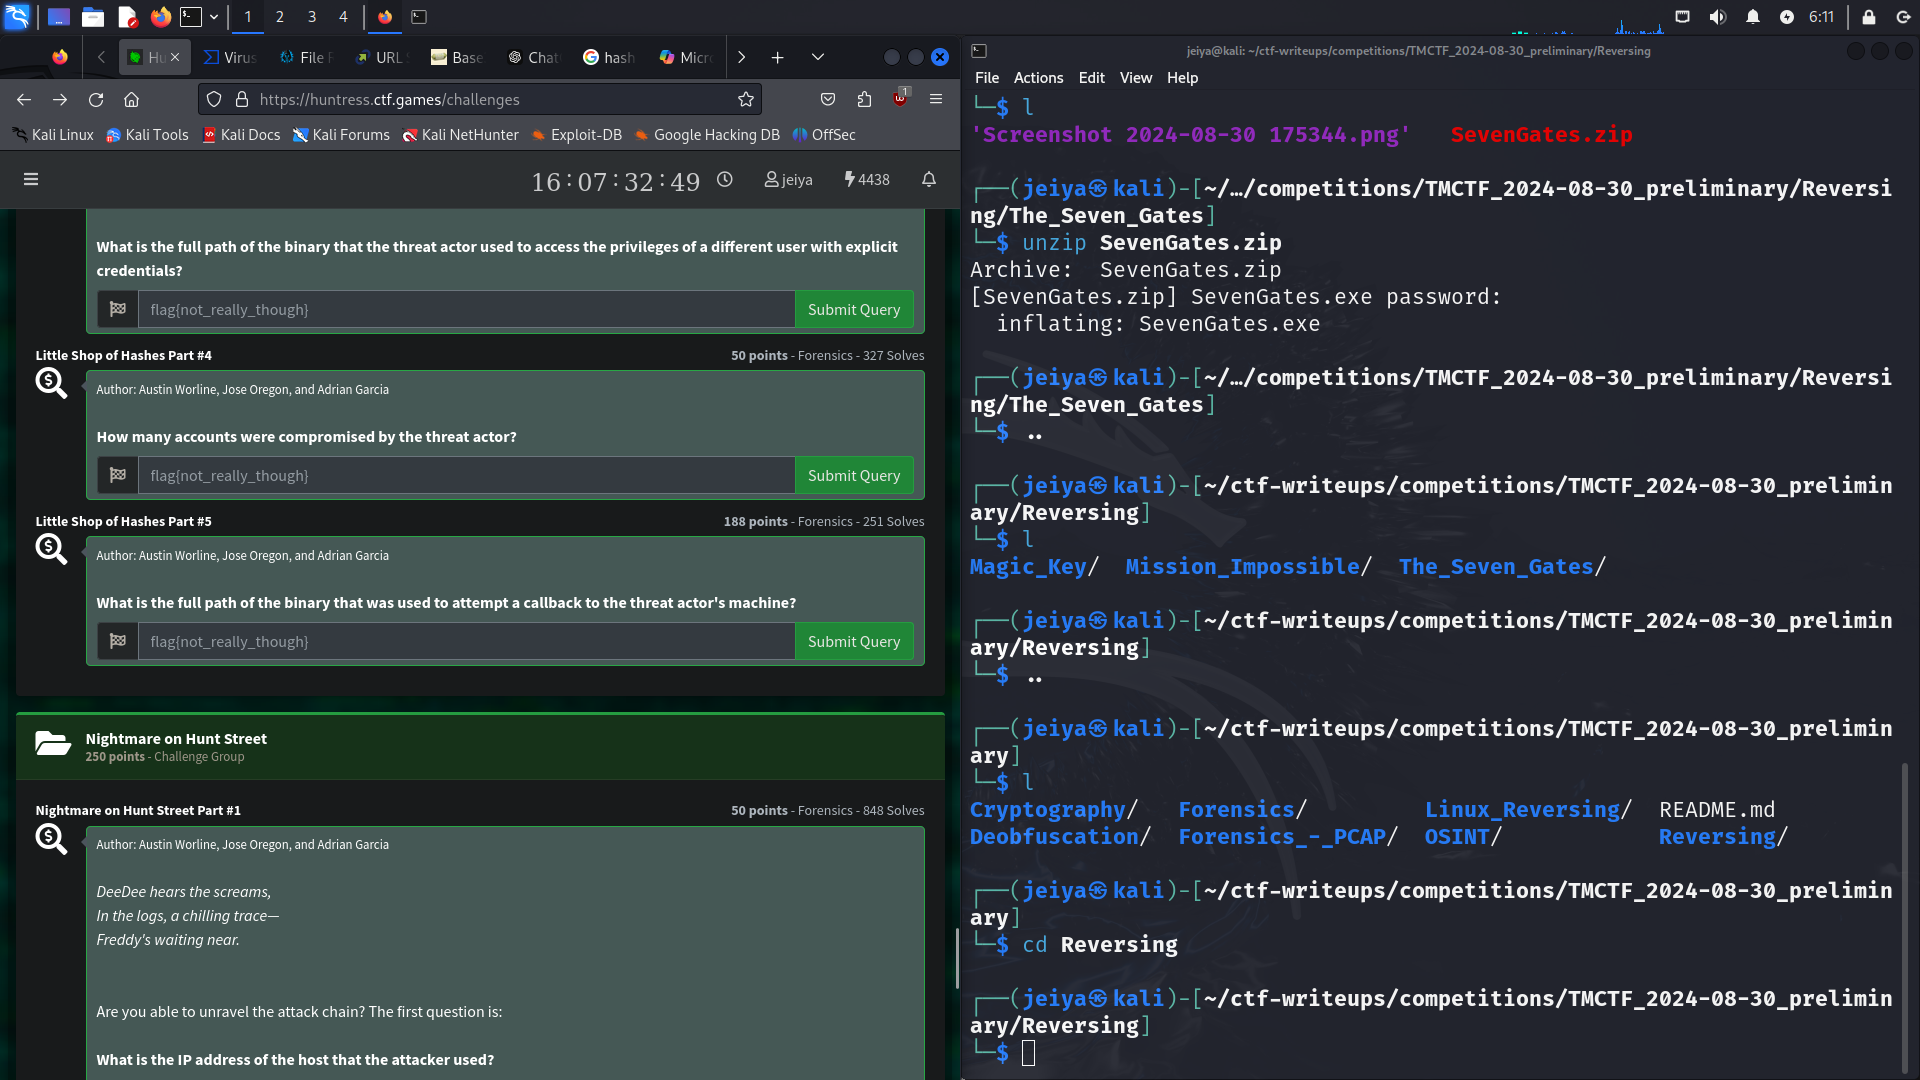 1 2 3 4
6:11
Hu
Virus
File F
URL
Base
Chat
hash
Micro
https://huntress.ctf.games/challenges
1
Kali Linux Kali Tools Kali Docs Kali Forums Kali NetHunter Exploit-DB Google Hacking DB OffSec
16:07:32:49 jeiya 4438
What is the full path of the binary that the threat actor used to access the privileges of a different user with explicit
credentials?
flag{not_really_though} Submit Query
Little Shop of Hashes Part #4 50 points - Forensics - 327 Solves
Author: Austin Worline, Jose Oregon, and Adrian Garcia
How many accounts were compromised by the threat actor?
flag{not_really_though} Submit Query
Little Shop of Hashes Part #5 188 points - Forensics - 251 Solves
Author: Austin Worline, Jose Oregon, and Adrian Garcia
What is the full path of the binary that was used to attempt a callback to the threat actor's machine?
flag{not_really_though} Submit Query
Nightmare on Hunt Street
250 points - Challenge Group
Nightmare on Hunt Street Part #1 50 points - Forensics - 848 Solves
Author: Austin Worline, Jose Oregon, and Adrian Garcia
DeeDee hears the screams,
In the logs, a chilling trace—
Freddy's waiting near.
Are you able to unravel the attack chain? The first question is:
What is the IP address of the host that the attacker used?
jeiya@kali: ~/ctf-writeups/competitions/TMCTF_2024-08-30_preliminary/Reversing
File Actions Edit View Help
└─$ l
'Screenshot 2024-08-30 175344.png' SevenGates.zip
┌──(jeiya㉿kali)-[~/…/competitions/TMCTF_2024-08-30_preliminary/Reversi
ng/The_Seven_Gates]
└─$ unzip SevenGates.zip
Archive:  SevenGates.zip
[SevenGates.zip] SevenGates.exe password:
  inflating: SevenGates.exe
┌──(jeiya㉿kali)-[~/…/competitions/TMCTF_2024-08-30_preliminary/Reversi
ng/The_Seven_Gates]
└─$ ..
┌──(jeiya㉿kali)-[~/ctf-writeups/competitions/TMCTF_2024-08-30_prelimin
ary/Reversing]
└─$ l
Magic_Key/  Mission_Impossible/  The_Seven_Gates/
┌──(jeiya㉿kali)-[~/ctf-writeups/competitions/TMCTF_2024-08-30_prelimin
ary/Reversing]
└─$ ..
┌──(jeiya㉿kali)-[~/ctf-writeups/competitions/TMCTF_2024-08-30_prelimin
ary]
└─$ l
Cryptography/   Forensics/         Linux_Reversing/  README.md
Deobfuscation/  Forensics_-_PCAP/  OSINT/            Reversing/
┌──(jeiya㉿kali)-[~/ctf-writeups/competitions/TMCTF_2024-08-30_prelimin
ary]
└─$ cd Reversing
┌──(jeiya㉿kali)-[~/ctf-writeups/competitions/TMCTF_2024-08-30_prelimin
ary/Reversing]
└─$